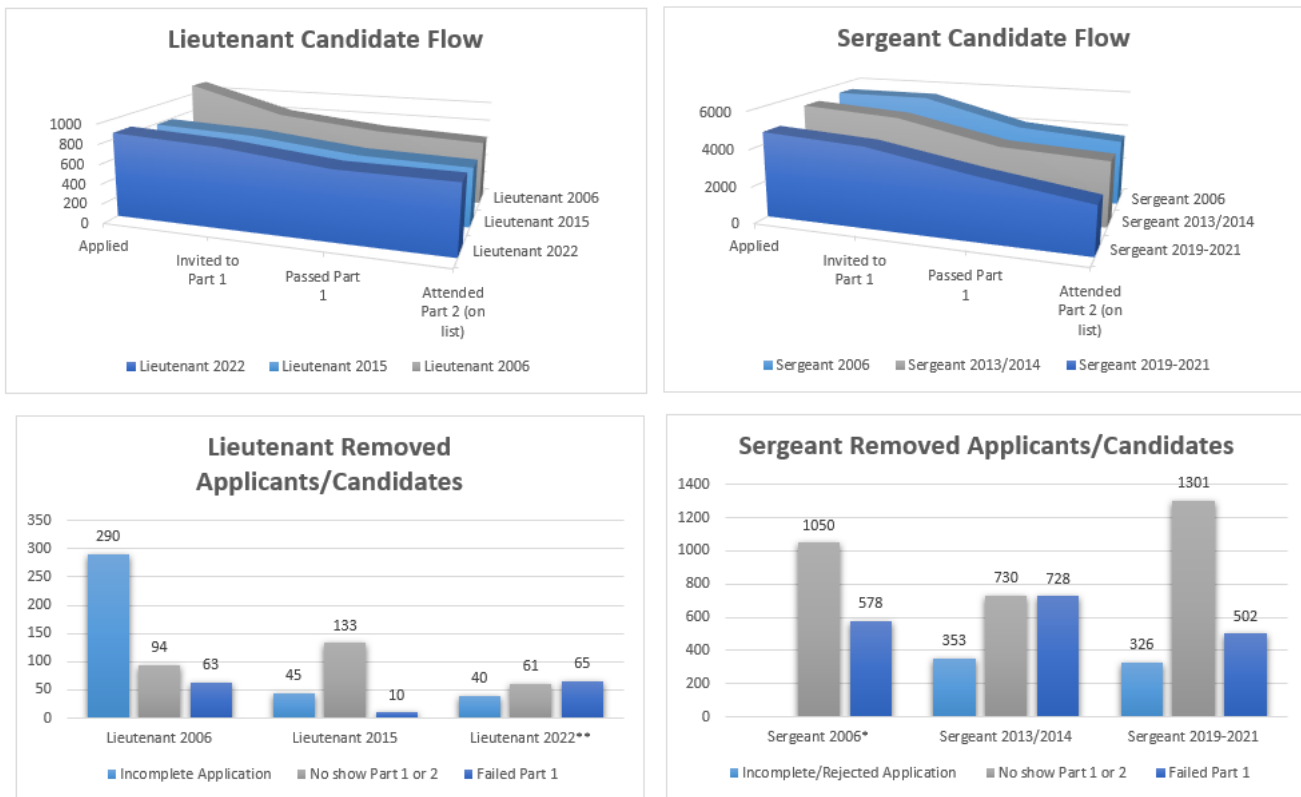 Lieutenant Candidate Flow
1000
800
600
400
200
0
Applied
Invited to
Part 1
Passed Part
1
Attended
Part 2 (on
list)
Lieutenant 2006
Lieutenant 2015
Lieutenant 2022
Lieutenant 2022
Lieutenant 2015
Lieutenant 2006
Sergeant Candidate Flow
6000
4000
2000
0
Applied
Invited to
Part 1
Passed Part
1
Attended
Part 2 (on
list)
Sergeant 2006
Sergeant 2013/2014
Sergeant 2019-2021
Sergeant 2006
Sergeant 2013/2014
Sergeant 2019-2021
Lieutenant Removed
Applicants/Candidates
350
300
250
200
150
100
50
0
290
94
63
45
133
10
40
61
65
Lieutenant 2006
Lieutenant 2015
Lieutenant 2022**
Incomplete Application
No show Part 1 or 2
Failed Part 1
Sergeant Removed Applicants/Candidates
1400
1200
1000
800
600
400
200
0
1050
578
353
730
728
326
1301
502
Sergeant 2006*
Sergeant 2013/2014
Sergeant 2019-2021
Incomplete/Rejected Application
No show Part 1 or 2
Failed Part 1